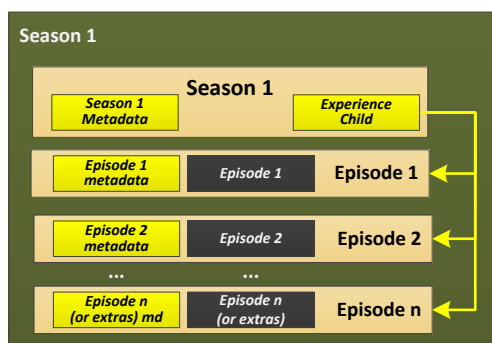 Season 1
Season 1
Season 1
Metadata
Experience
Child
Episode 1
metadata
Episode 1
Episode 1
Episode 2
metadata
Episode 2
Episode 2
... ...
Episode n
(or extras) md
Episode n
(or extras)
Episode n